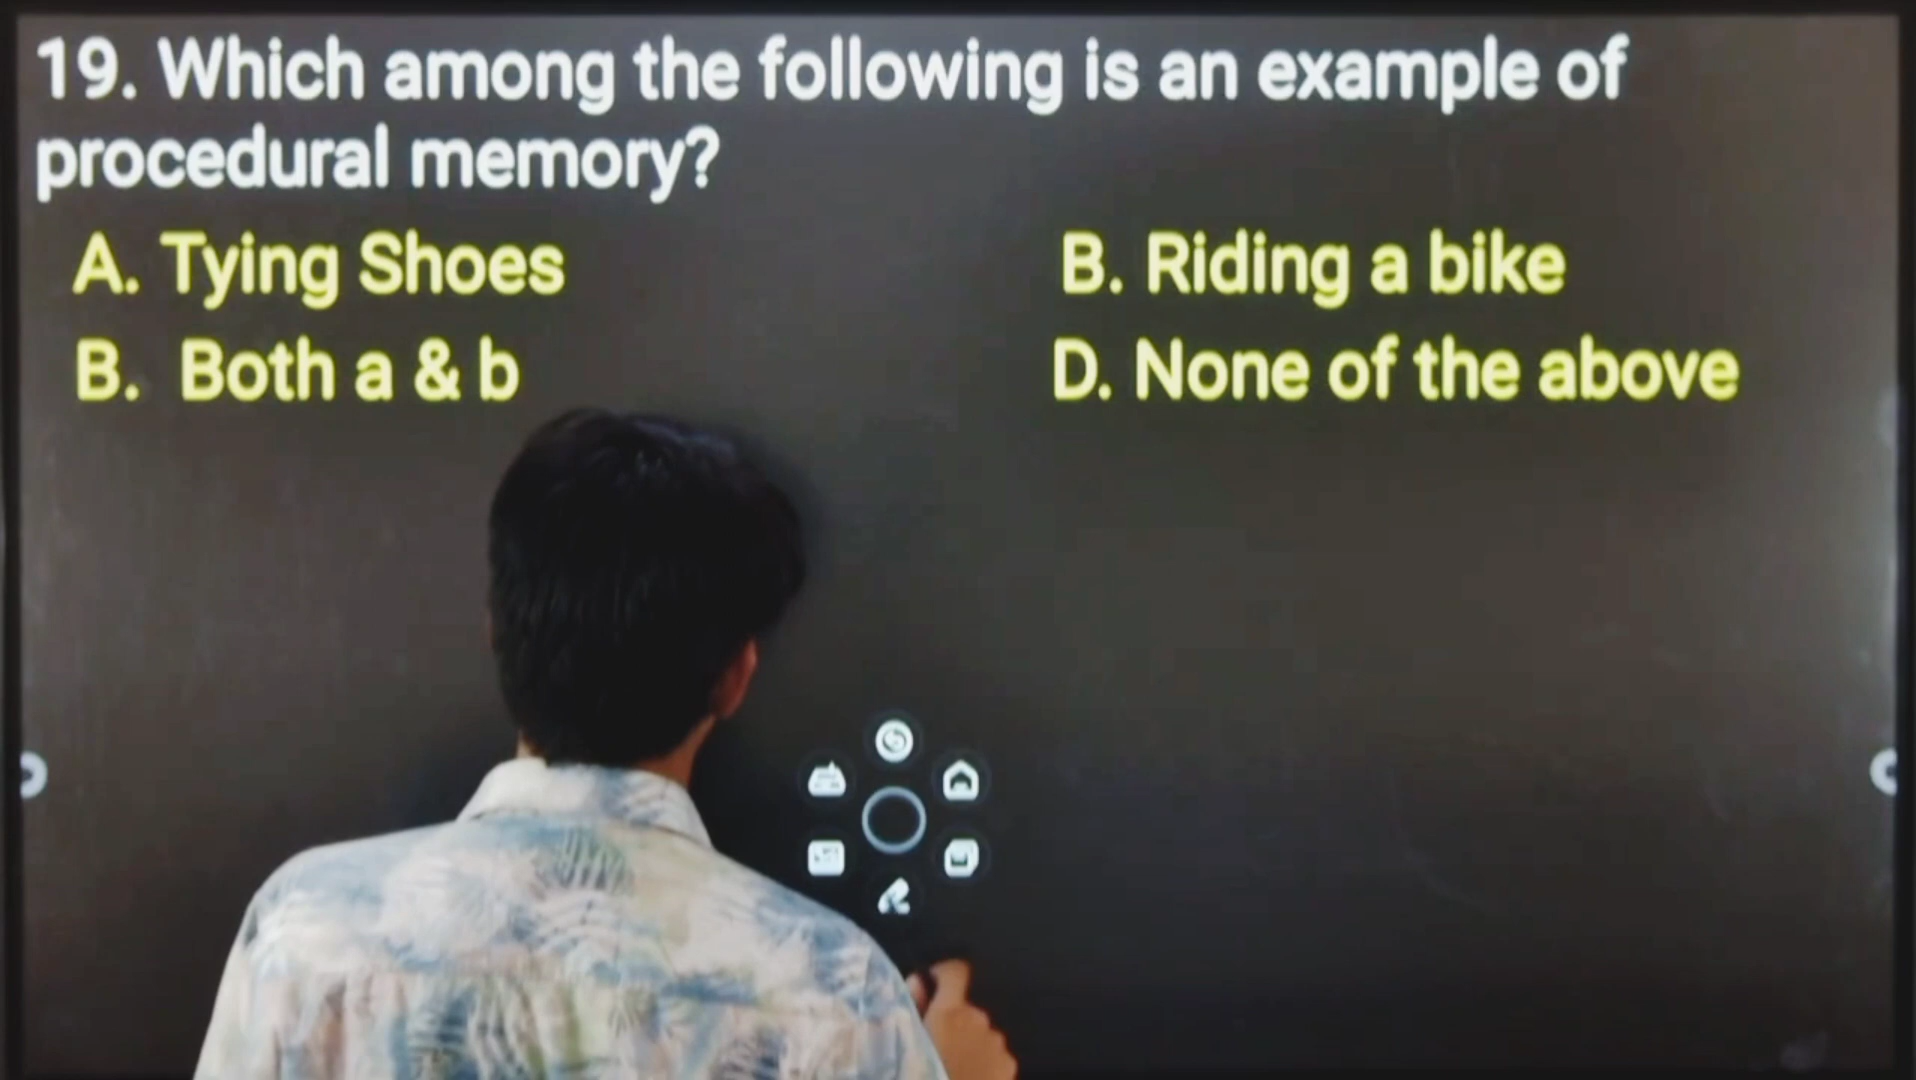 19. Which among the following is an example of
procedural memory?
A. Tying Shoes
B. Riding a bike
B. Both a & b
D. None of the above